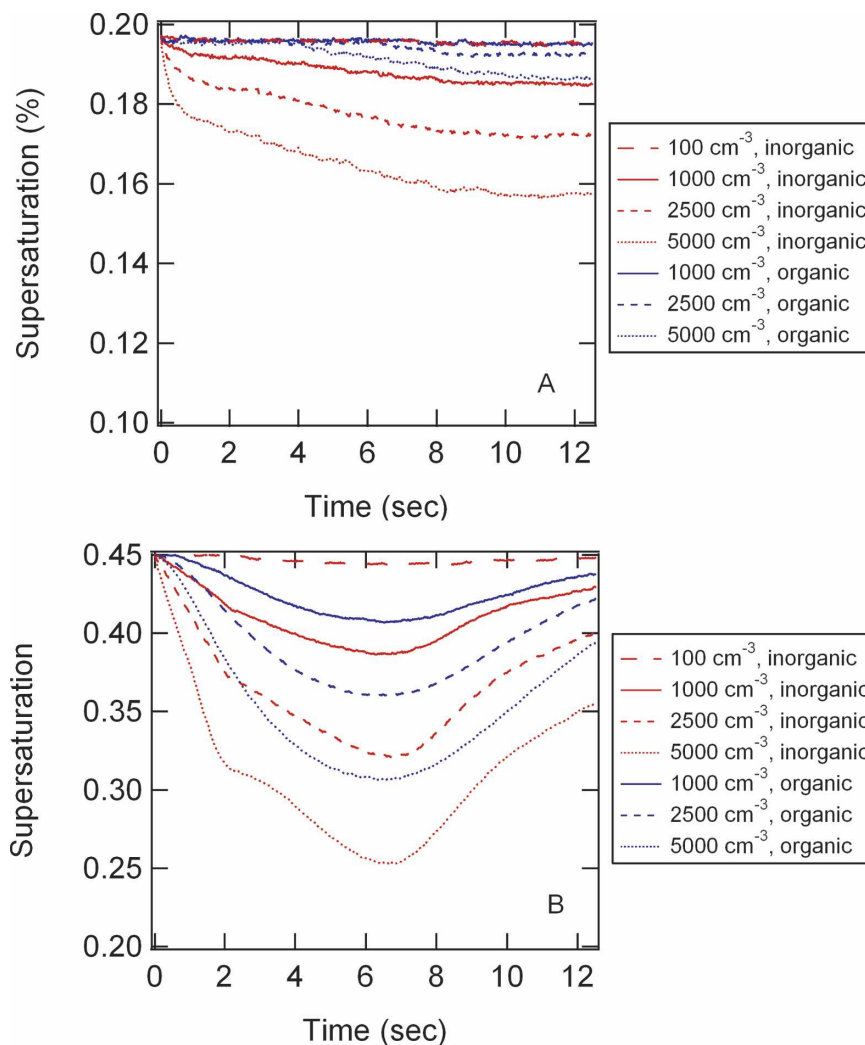 0.20
0.18
0.16
0.14
0.12
0.10
Supersaturation (%)
A
0 2 4 6 8 10 12
Time (sec)
100 cm⁻³, inorganic
1000 cm⁻³, inorganic
2500 cm⁻³, inorganic
5000 cm⁻³, inorganic
1000 cm⁻³, organic
2500 cm⁻³, organic
5000 cm⁻³, organic
0.45
0.40
0.35
0.30
0.25
0.20
Supersaturation
B
0 2 4 6 8 10 12
Time (sec)
100 cm⁻³, inorganic
1000 cm⁻³, inorganic
2500 cm⁻³, inorganic
5000 cm⁻³, inorganic
1000 cm⁻³, organic
2500 cm⁻³, organic
5000 cm⁻³, organic